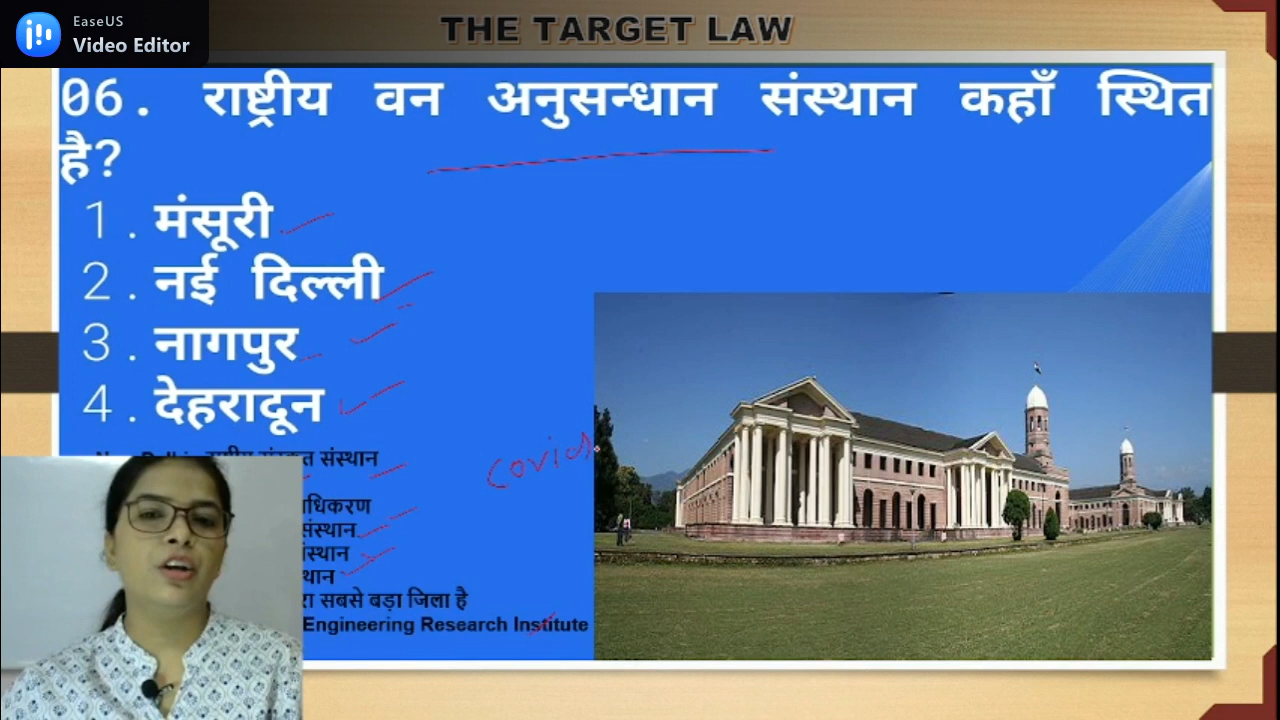 EaseUS
Video Editor
THE TARGET LAW
06. राष्ट्रीय वन अनुसन्धान संस्थान कहाँ स्थित
है?
1. मंसूरी
2. नई दिल्ली
3. नागपुर
4. देहरादून
संस्थान
संस्थान
सबसे बड़ा जिला है
Engineering Research Institute
covid